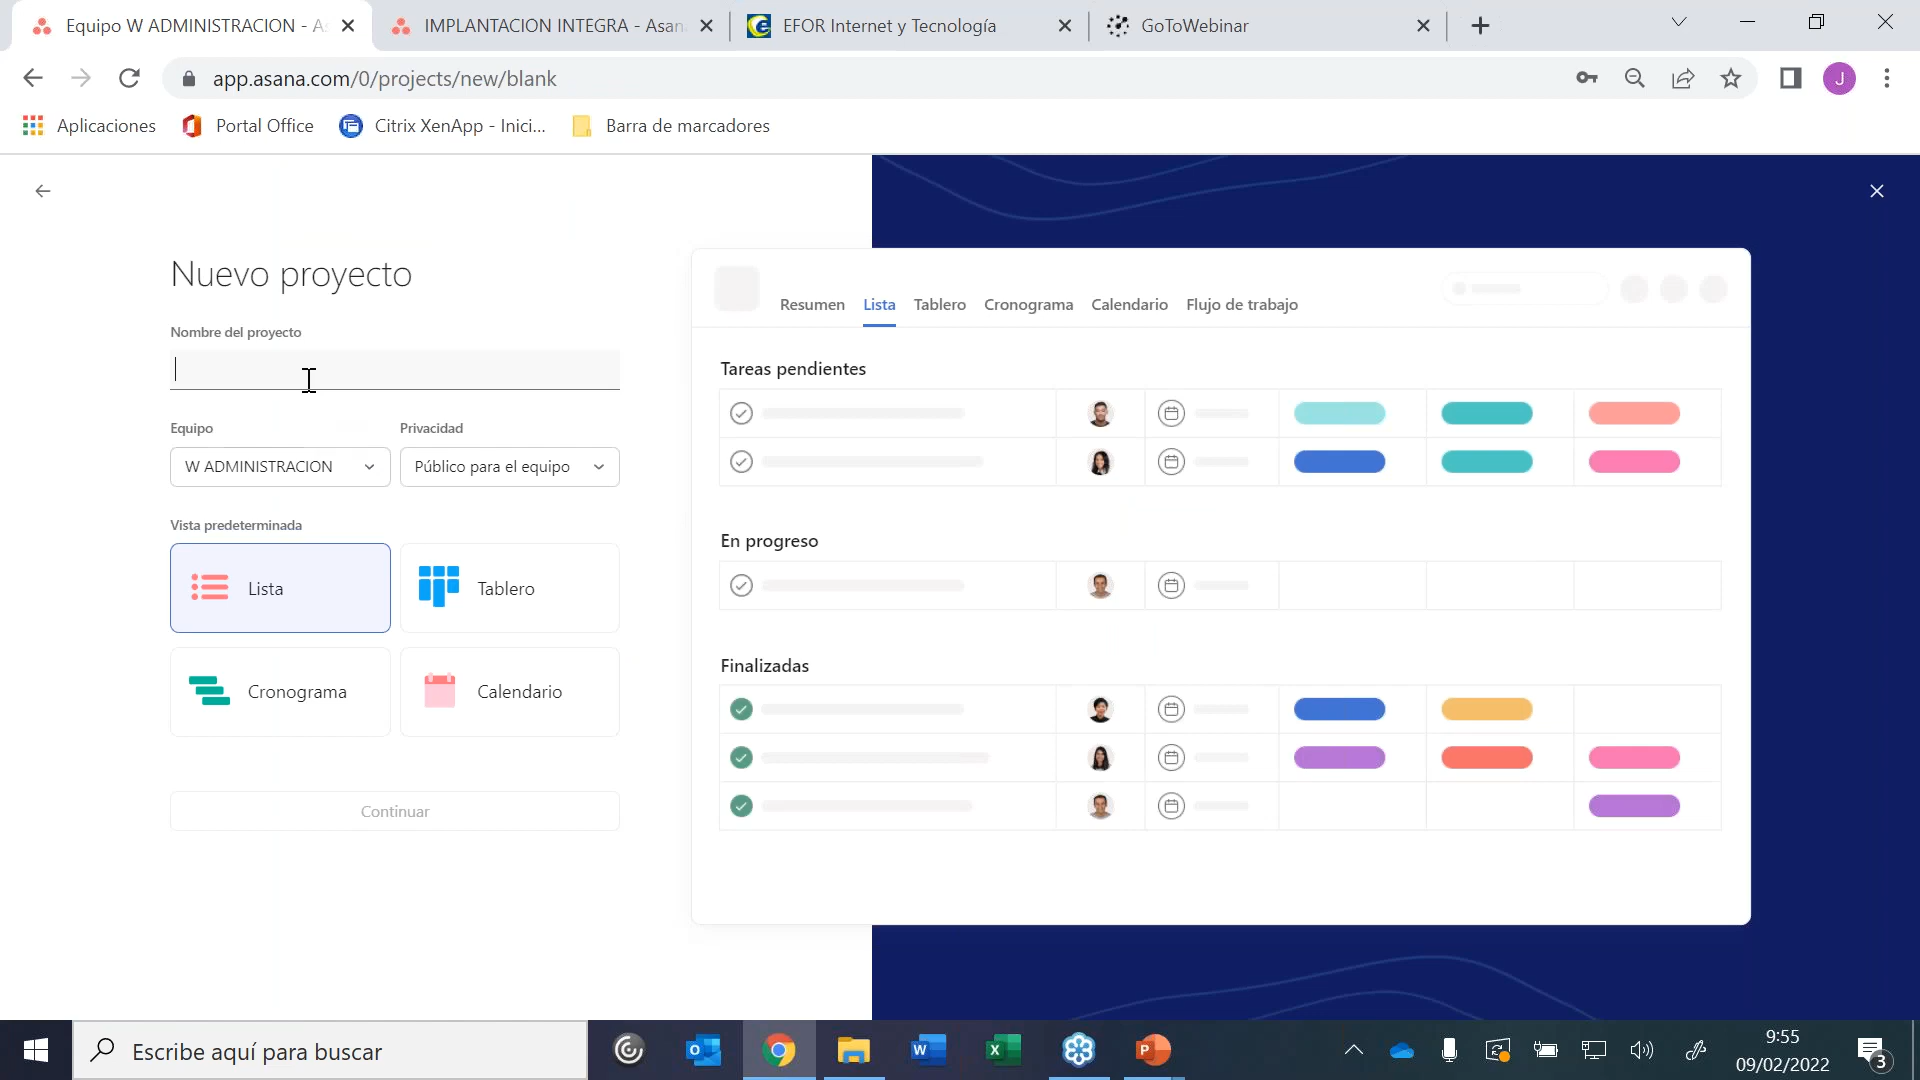 Equipo W ADMINISTRACION - A
IMPLANTACION INTEGRA - Asan
EFOR Internet y Tecnología
GoToWebinar
app.asana.com/0/projects/new/blank
J
Aplicaciones
Portal Office
Citrix XenApp - Inici...
Barra de marcadores
Nuevo proyecto
Nombre del proyecto
Equipo
Privacidad
W ADMINISTRACION
Público para el equipo
Vista predeterminada
Lista
Tablero
Cronograma
Calendario
Continuar
Resumen
Lista
Tablero
Cronograma
Calendario
Flujo de trabajo
Tareas pendientes
En progreso
Finalizadas
Escribe aquí para buscar
9:55
09/02/2022
3